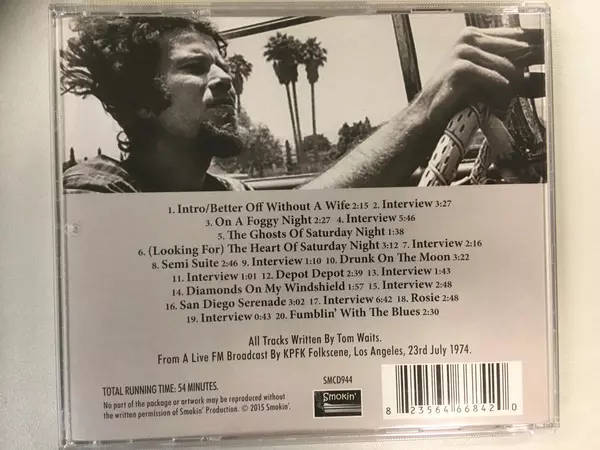 1. Intro/Better Off Without A Wife 2:15 2. Interview 3:27
3. On A Foggy Night 2:27 4. Interview 5:46
5. The Ghosts Of Saturday Night 1:38
6. (Looking For) The Heart Of Saturday Night 3:12 7. Interview 2:16
8. Semi Suite 2:46 9. Interview 1:10 10. Drunk On The Moon 3:22
11. Interview 1:01 12. Depot Depot 2:39 13. Interview 1:43
14. Diamonds On My Windshield 1:57 15. Interview 2:48
16. San Diego Serenade 3:02 17. Interview 6:42 18. Rosie 2:48
19. Interview 0:43 20. Fumblin' With The Blues 2:30
All Tracks Written By Tom Waits.
From A Live FM Broadcast By KPFK Folkscene, Los Angeles, 23rd July 1974.
TOTAL RUNNING TIME: 54 MINUTES.
No part of the package or artwork may be reproduced without
the written permission of Smokin' Production. © 2015 Smokin'.
SMCD944
Smokin'
8 23564 66842 0